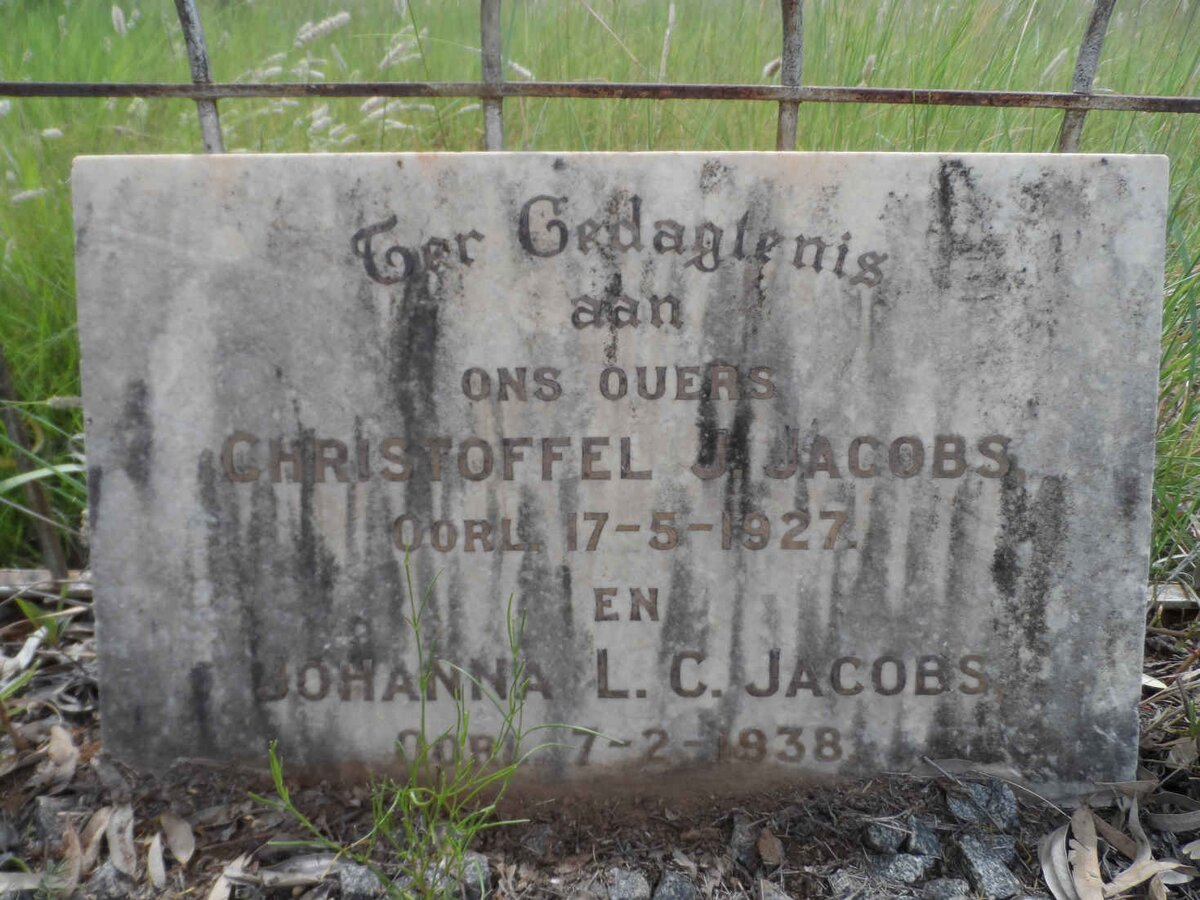 Ter Gedagtenis
aan
ONS OUERS
CHRISTOFFEL J. JACOBS,
OORL. 17-5-1927.
EN
JOHANNA L. C. JACOBS,
OORL. 7-2-1938